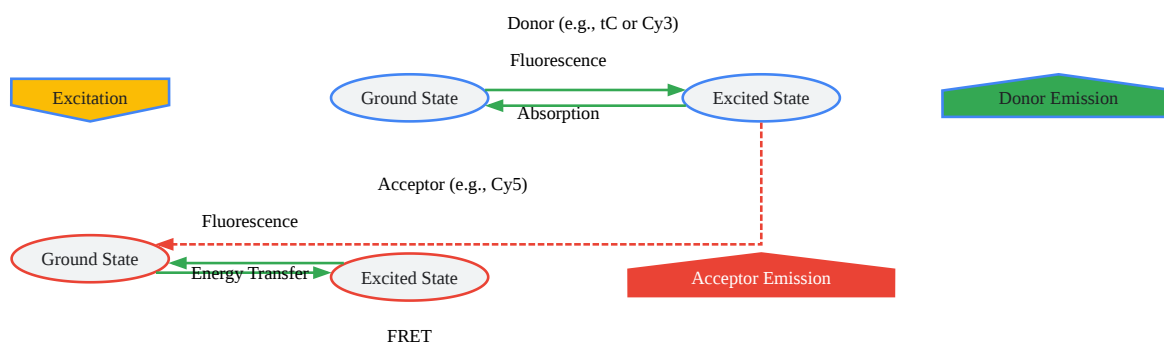 Donor (e.g., tC or Cy3)
Fluorescence
Excitation
Ground State
Excited State
Donor Emission
Absorption
Acceptor (e.g., Cy5)
Fluorescence
Ground State
Energy Transfer
Excited State
Acceptor Emission
FRET